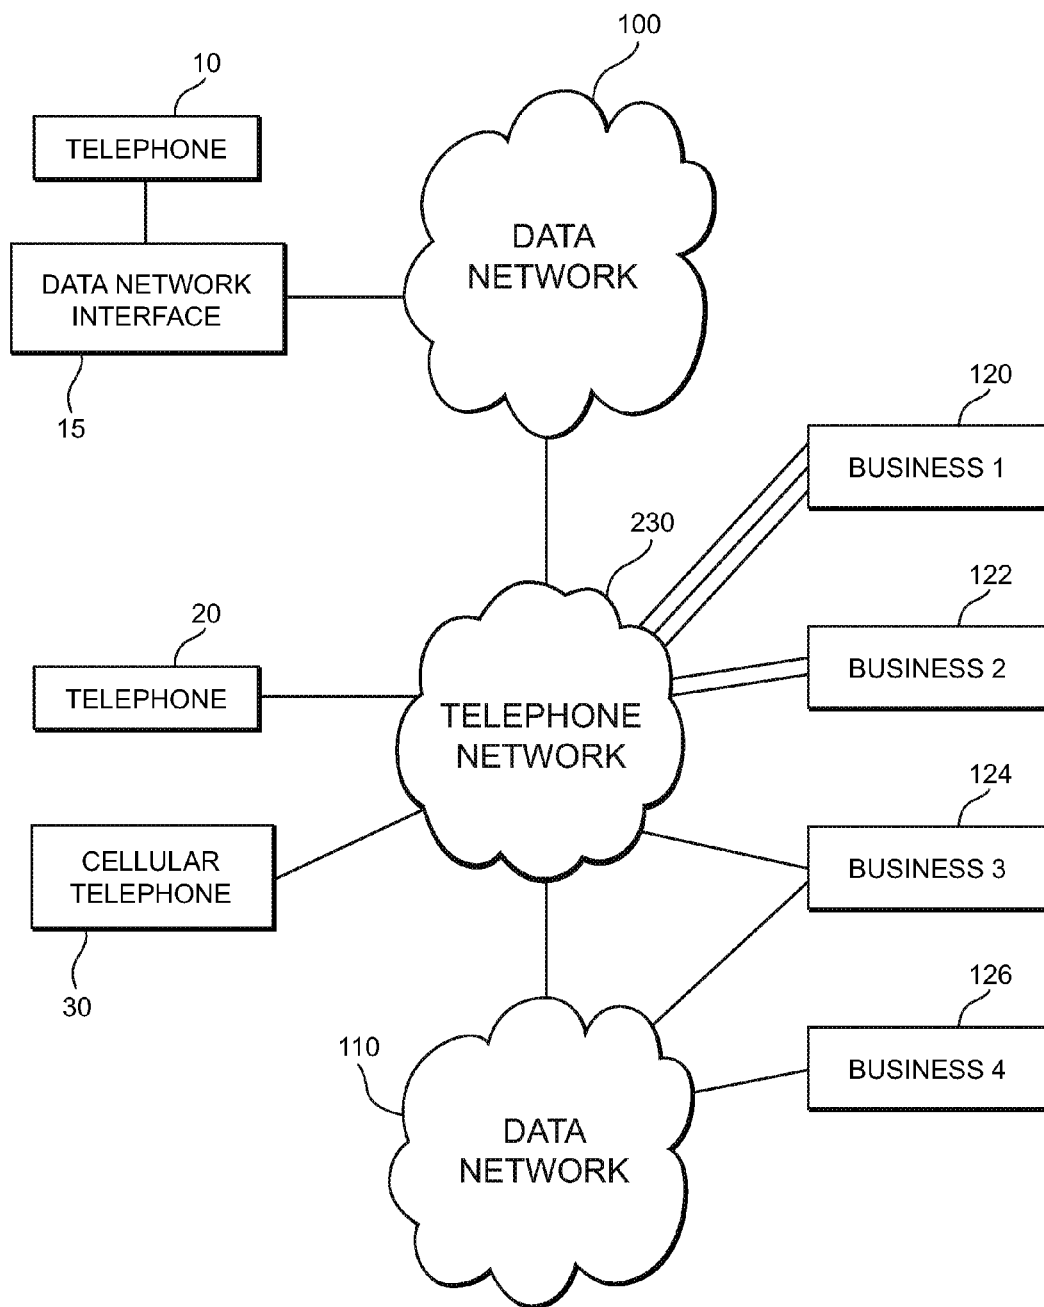 100
10
TELEPHONE
DATA
NETWORK
DATA NETWORK
INTERFACE
15
120
BUSINESS 1
230
122
BUSINESS 2
20
TELEPHONE
TELEPHONE
NETWORK
124
BUSINESS 3
CELLULAR
TELEPHONE
30
126
BUSINESS 4
110
DATA
NETWORK